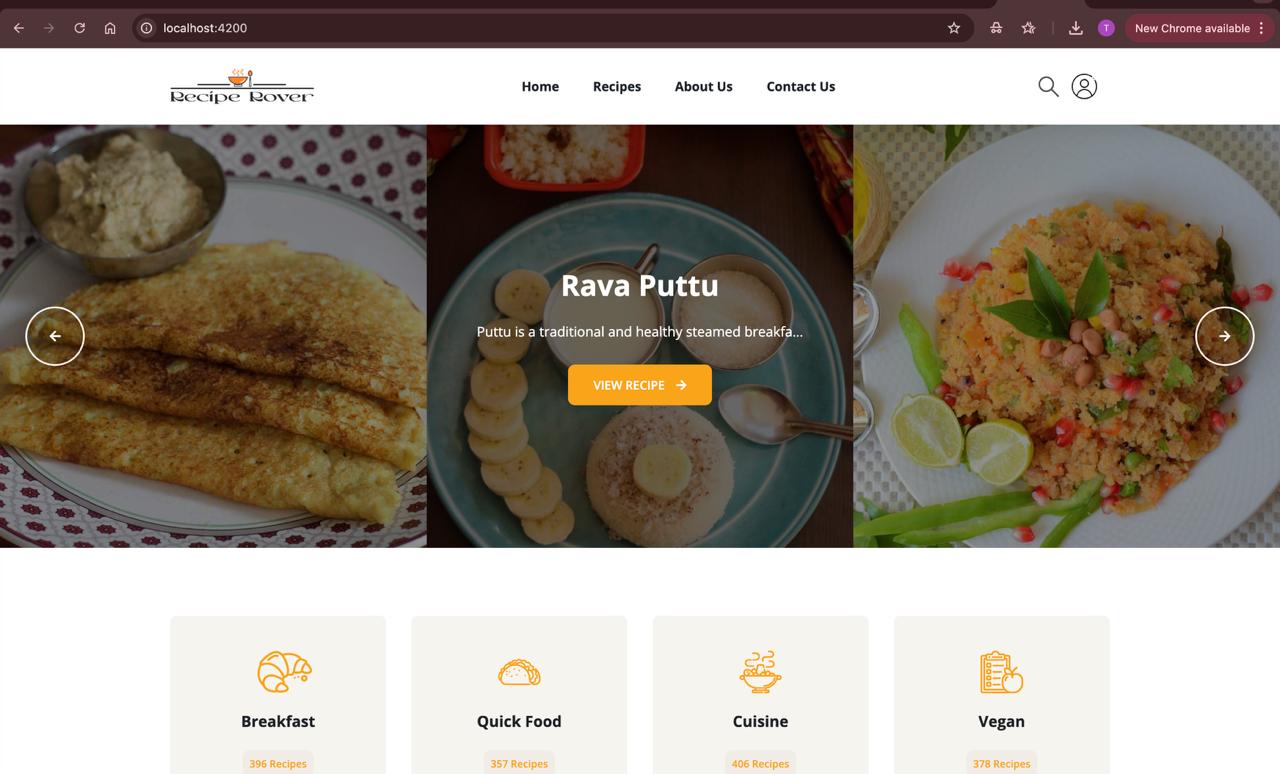 localhost:4200
New Chrome available
T
Recipe Rover
Home Recipes About Us Contact Us
Rava Puttu
Puttu is a traditional and healthy steamed breakfa...
VIEW RECIPE
Breakfast Quick Food Cuisine Vegan
396 Recipes 357 Recipes 406 Recipes 378 Recipes